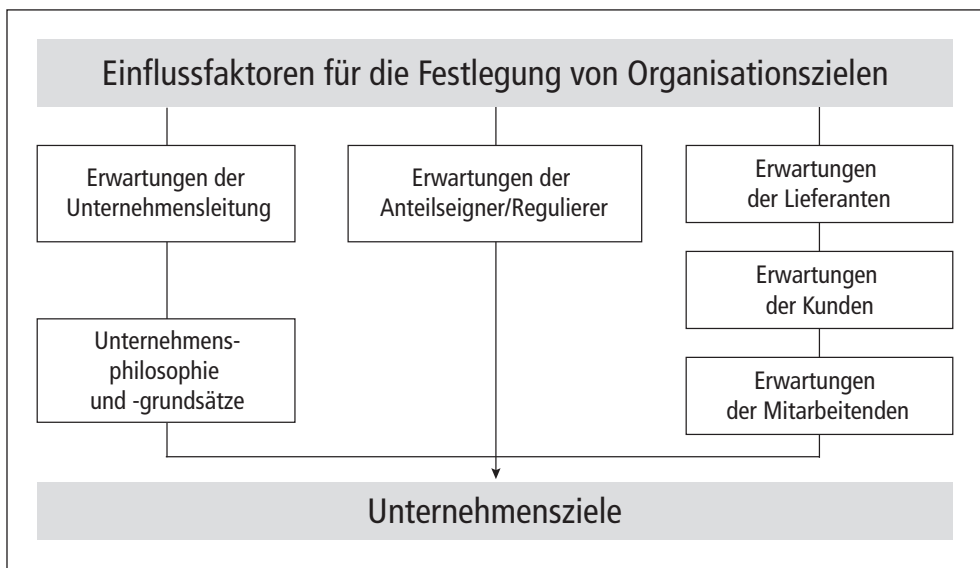 Einflussfaktoren für die Festlegung von Organisationszielen
Erwartungen der
Unternehmensleitung
Unternehmens-
philosophie
und -grundsätze
Erwartungen der
Anteilseigner/Regulierer
Erwartungen
der Lieferanten
Erwartungen
der Kunden
Erwartungen
der Mitarbeitenden
Unternehmensziele